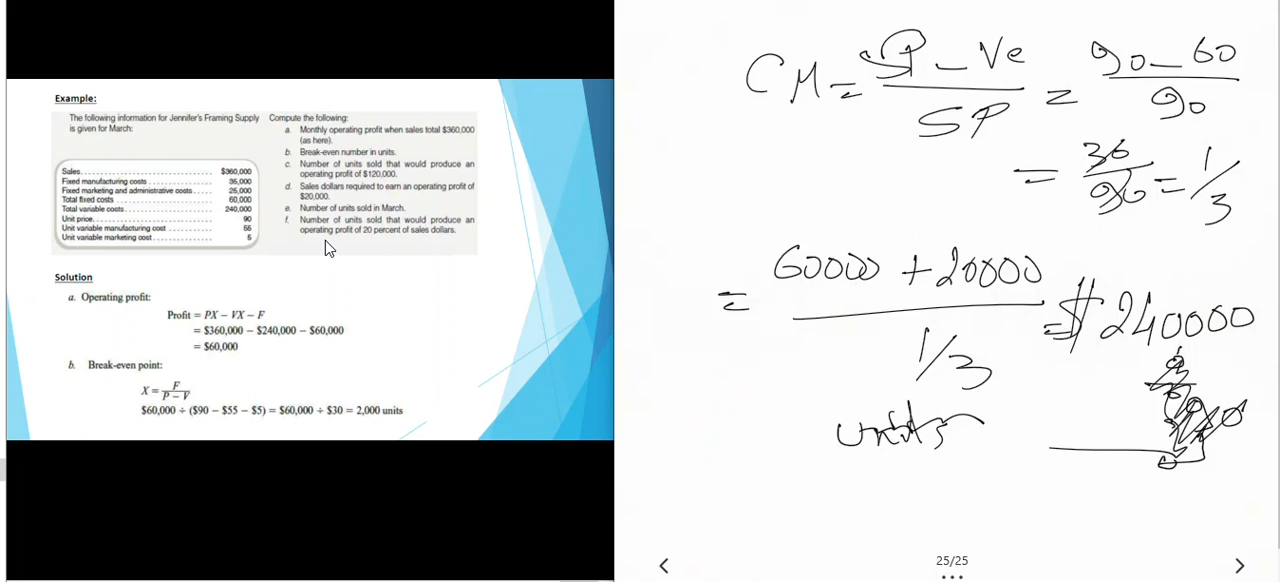 Example:
The following information for Jennifer's Framing Supply
is given for March:
Sales. $360,000
Fixed manufacturing costs 35,000
Fixed marketing and administrative costs 25,000
Total fixed costs 60,000
Total variable costs 240,000
Unit price 90
Unit variable manufacturing cost 55
Unit variable marketing cost 5
Compute the following:
a. Monthly operating profit when sales total $360,000
(as here).
b. Break-even number in units.
c. Number of units sold that would produce an
operating profit of $120,000.
d. Sales dollars required to earn an operating profit of
$20,000.
e. Number of units sold in March.
f. Number of units sold that would produce an
operating profit of 20 percent of sales dollars.
Solution
a. Operating profit:
Profit = PX − VX − F
= $360,000 − $240,000 − $60,000
= $60,000
b. Break-even point:
X = F / P − V
$60,000 ÷ ($90 − $55 − $5) = $60,000 ÷ $30 = 2,000 units
CM = SP − Ve / SP = 90 − 60 / 90
= 30 / 90 = 1/3
= 60000 + 20000 / 1/3 = $240000
units
25/25